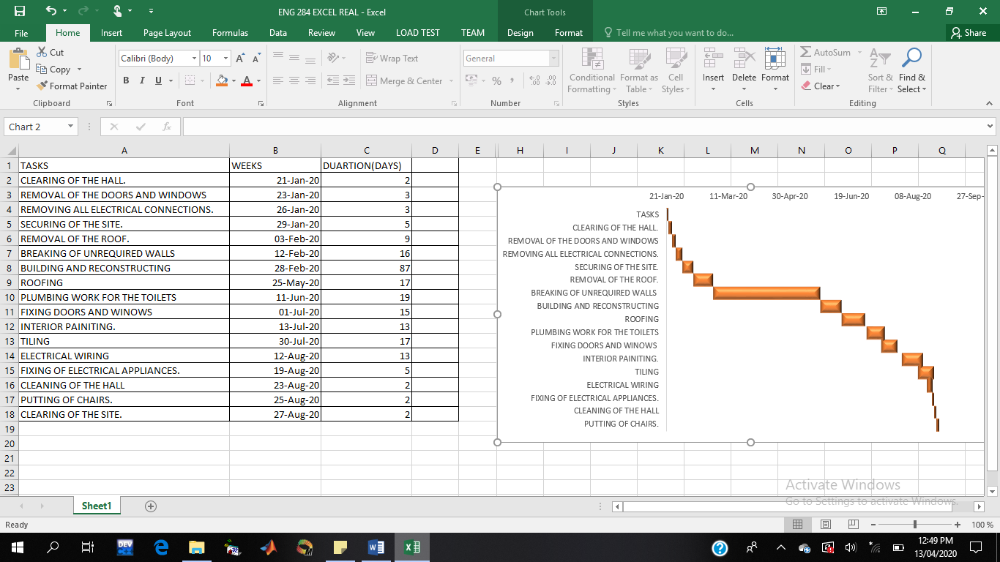 ENG 284 EXCEL REAL - Excel
Chart Tools
File Home Insert Page Layout Formulas Data Review View LOAD TEST TEAM Design Format Tell me what you want to do... Share
Paste
Cut
Copy
Format Painter
Calibri (Body) 10
B I U
Wrap Text
Merge & Center
General
Conditional Formatting
Format as Table
Cell Styles
Insert Delete Format
AutoSum
Fill
Clear
Sort & Filter
Find & Select
Clipboard Font Alignment Number Styles Cells Editing
Chart 2
fx
A B C D E H I J K L M N O P Q
1 TASKS WEEKS DUARTION(DAYS)
2 CLEARING OF THE HALL. 21-Jan-20 2
3 REMOVAL OF THE DOORS AND WINDOWS 23-Jan-20 3
4 REMOVING ALL ELECTRICAL CONNECTIONS. 26-Jan-20 3
5 SECURING OF THE SITE. 29-Jan-20 5
6 REMOVAL OF THE ROOF. 03-Feb-20 9
7 BREAKING OF UNREQUIRED WALLS 12-Feb-20 16
8 BUILDING AND RECONSTRUCTING 28-Feb-20 87
9 ROOFING 25-May-20 17
10 PLUMBING WORK FOR THE TOILETS 11-Jun-20 19
11 FIXING DOORS AND WINOWS 01-Jul-20 15
12 INTERIOR PAINITING. 13-Jul-20 13
13 TILING 30-Jul-20 17
14 ELECTRICAL WIRING 12-Aug-20 13
15 FIXING OF ELECTRICAL APPLIANCES. 19-Aug-20 5
16 CLEANING OF THE HALL 23-Aug-20 2
17 PUTTING OF CHAIRS. 25-Aug-20 2
18 CLEARING OF THE SITE. 27-Aug-20 2
19
20
21
22
23
21-Jan-20 11-Mar-20 30-Apr-20 19-Jun-20 08-Aug-20 27-Sep-
TASKS
CLEARING OF THE HALL.
REMOVAL OF THE DOORS AND WINDOWS
REMOVING ALL ELECTRICAL CONNECTIONS.
SECURING OF THE SITE.
REMOVAL OF THE ROOF.
BREAKING OF UNREQUIRED WALLS
BUILDING AND RECONSTRUCTING
ROOFING
PLUMBING WORK FOR THE TOILETS
FIXING DOORS AND WINOWS
INTERIOR PAINITING.
TILING
ELECTRICAL WIRING
FIXING OF ELECTRICAL APPLIANCES.
CLEANING OF THE HALL
PUTTING OF CHAIRS.
Activate Windows
Go to Settings to activate Windows.
Sheet1
Ready
100 %
DEV
12:49 PM
13/04/2020